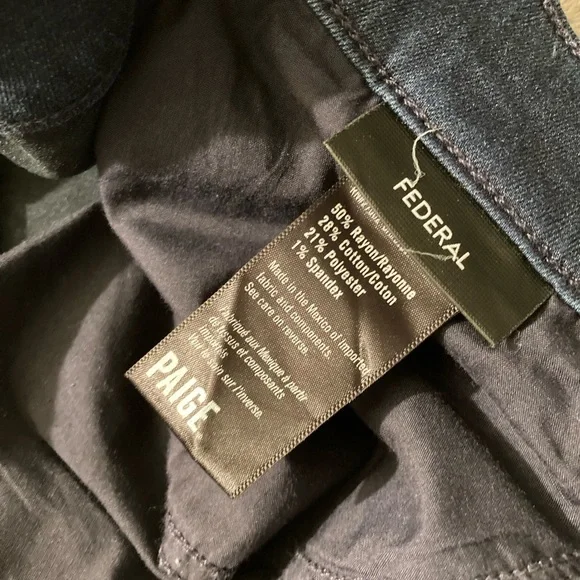 FEDERAL
50% Rayon/Rayonne
28% Cotton/Coton
21% Polyester
1% Spandex
Made in the Mexico of imported
fabric and components.
See care on reverse.
Fabriqué au Mexique à partir
de tissus et composants
importés
Voir le soin sur l'inverse.
PAIGE